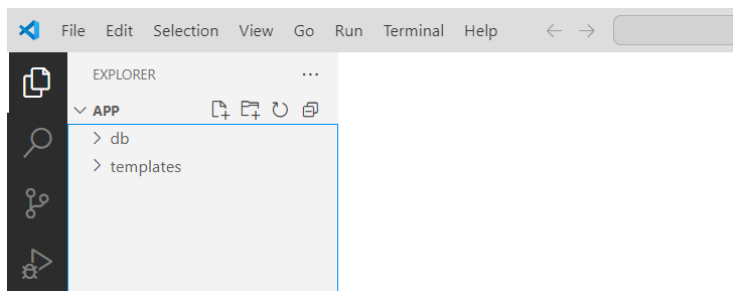 File Edit Selection View Go Run Terminal Help
EXPLORER
APP
db
templates